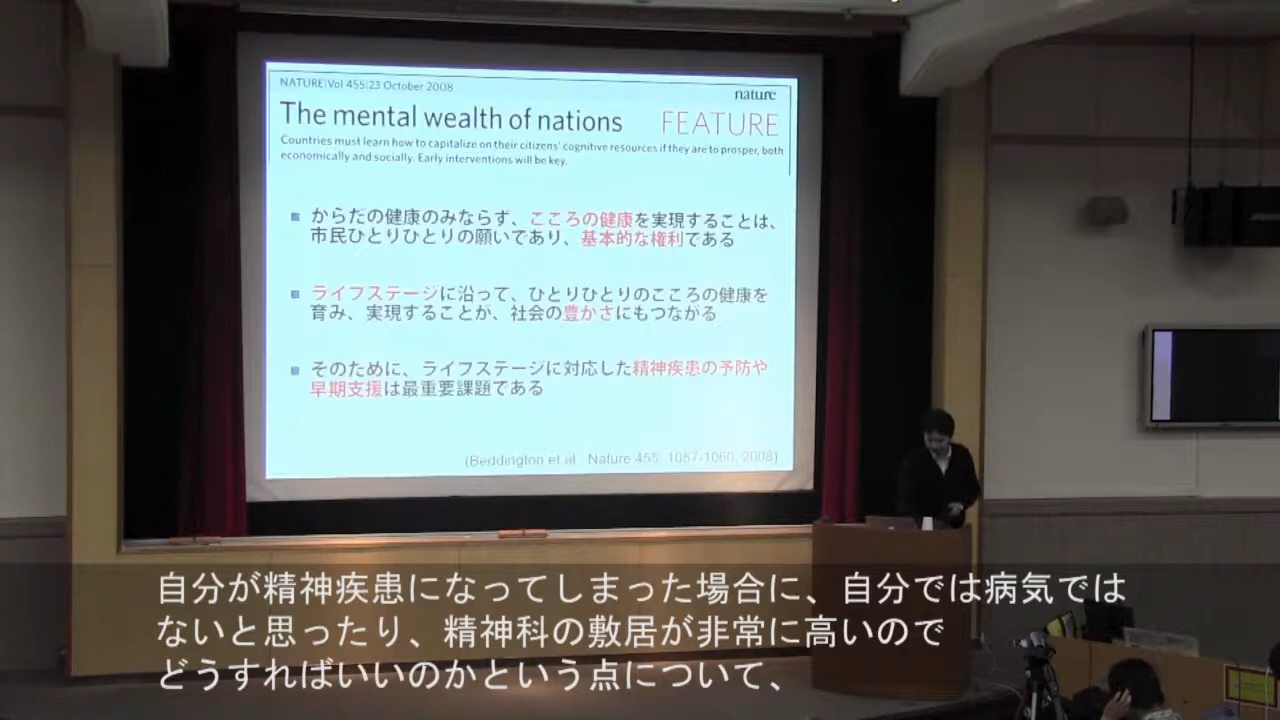 NATURE|Vol 455|23 October 2008
nature
The mental wealth of nations
FEATURE
Countries must learn how to capitalize on their citizens' cognitive resources if they are to prosper, both
economically and socially. Early interventions will be key.
からだの健康のみならず、こころの健康を実現することは、
市民ひとりひとりの願いであり、基本的な権利である
ライフステージに沿って、ひとりひとりのこころの健康を
育み、実現することが、社会の豊かさにもつながる
そのために、ライフステージに対応した精神疾患の予防や
早期支援は最重要課題である
(Beddington et al Nature 455: 1057-1060, 2008)
自分が精神疾患になってしまった場合に、自分では病気では
ないと思ったり、精神科の敷居が非常に高いので
どうすればいいのかという点について、